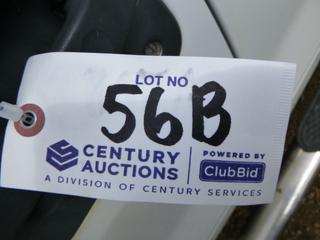 LOT NO
56B
CENTURY AUCTIONS
POWERED BY
ClubBid
A DIVISION OF CENTURY SERVICES